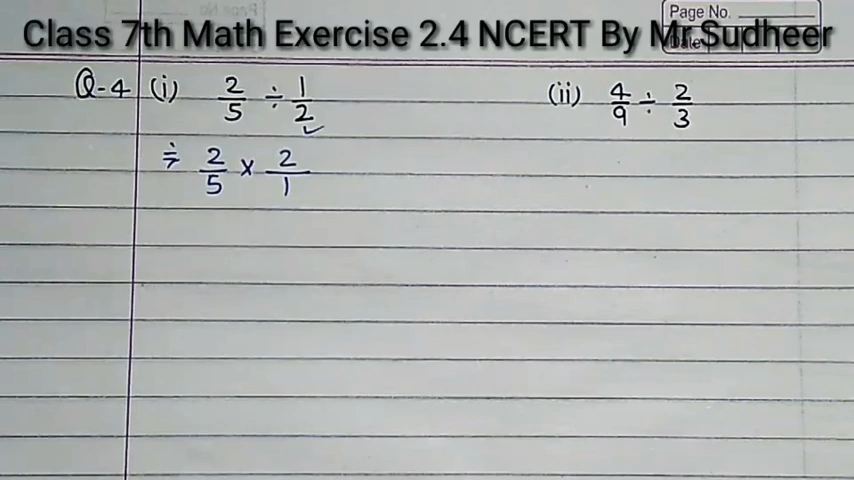 Page No.
Class 7th Math Exercise 2.4 NCERT By Mr.Sudheer
Date
Q-4 (i) 2/5 ÷ 1/2 (ii) 4/9 ÷ 2/3
2/5 × 2/1